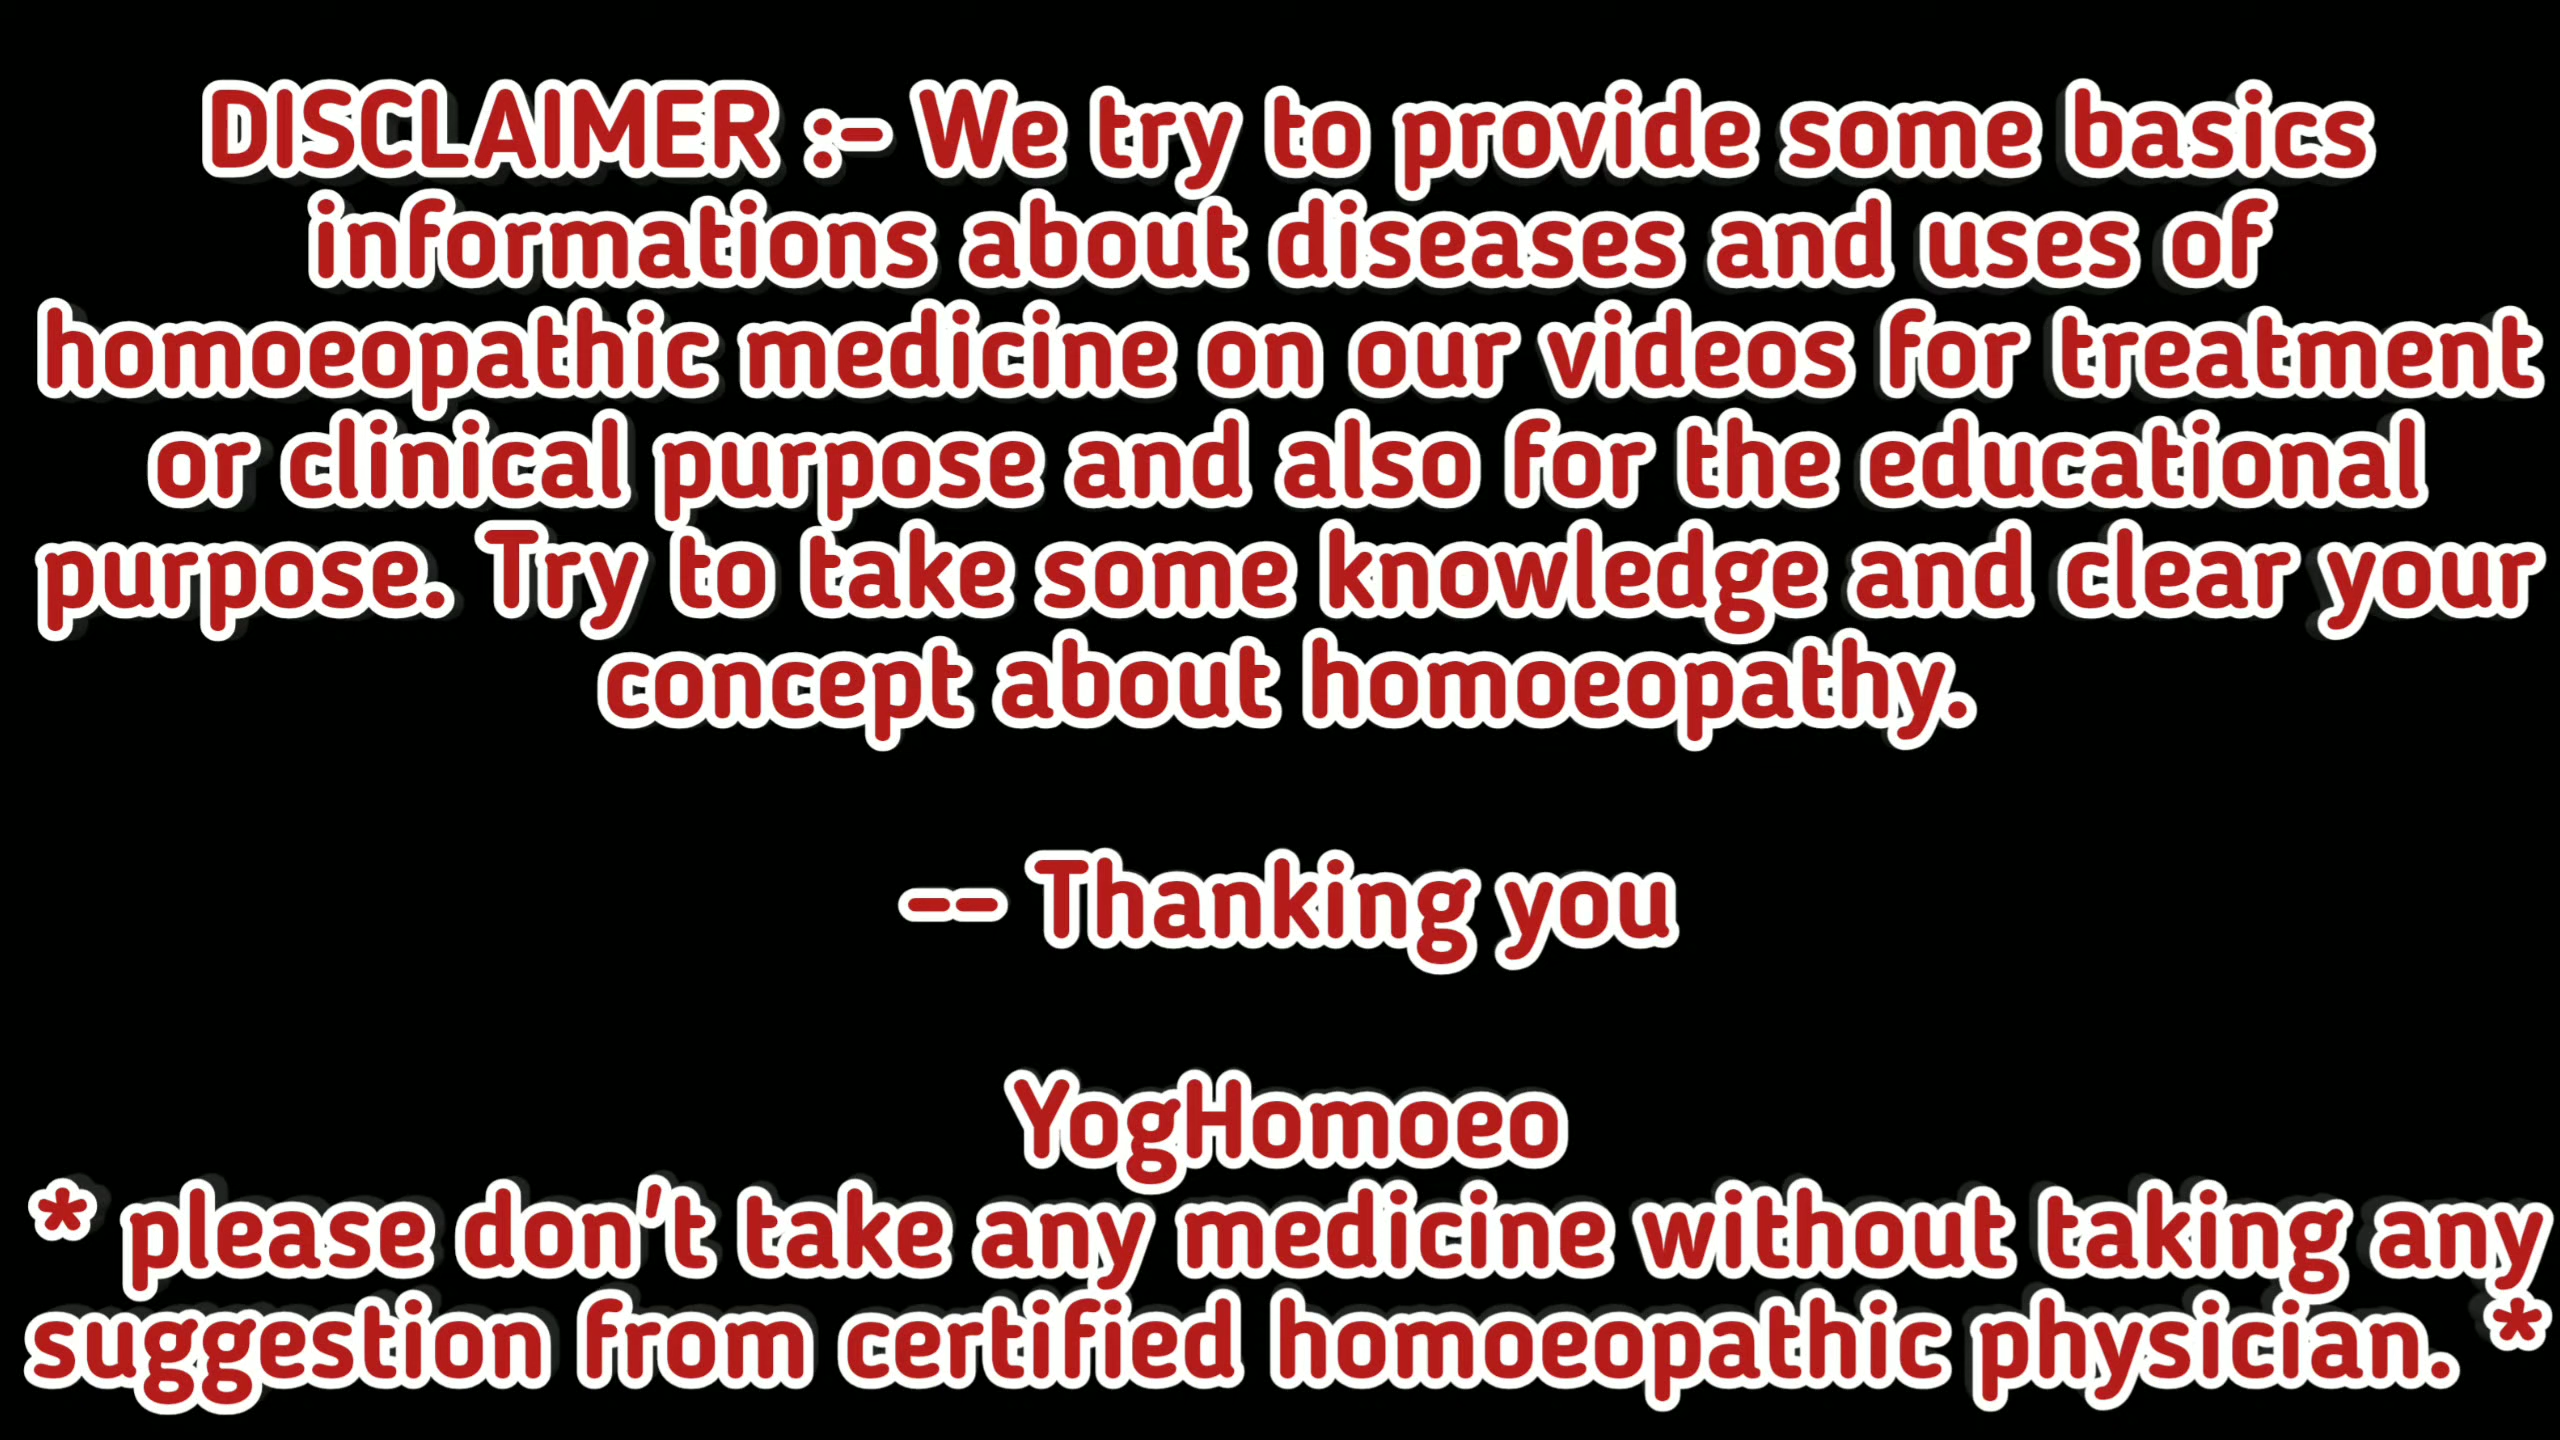 DISCLAIMER :- We try to provide some basics
informations about diseases and uses of
homoeopathic medicine on our videos for treatment
or clinical purpose and also for the educational
purpose. Try to take some knowledge and clear your
concept about homoeopathy.
-- Thanking you
YogHomoeo
* please don't take any medicine without taking any
suggestion from certified homoeopathic physician. *